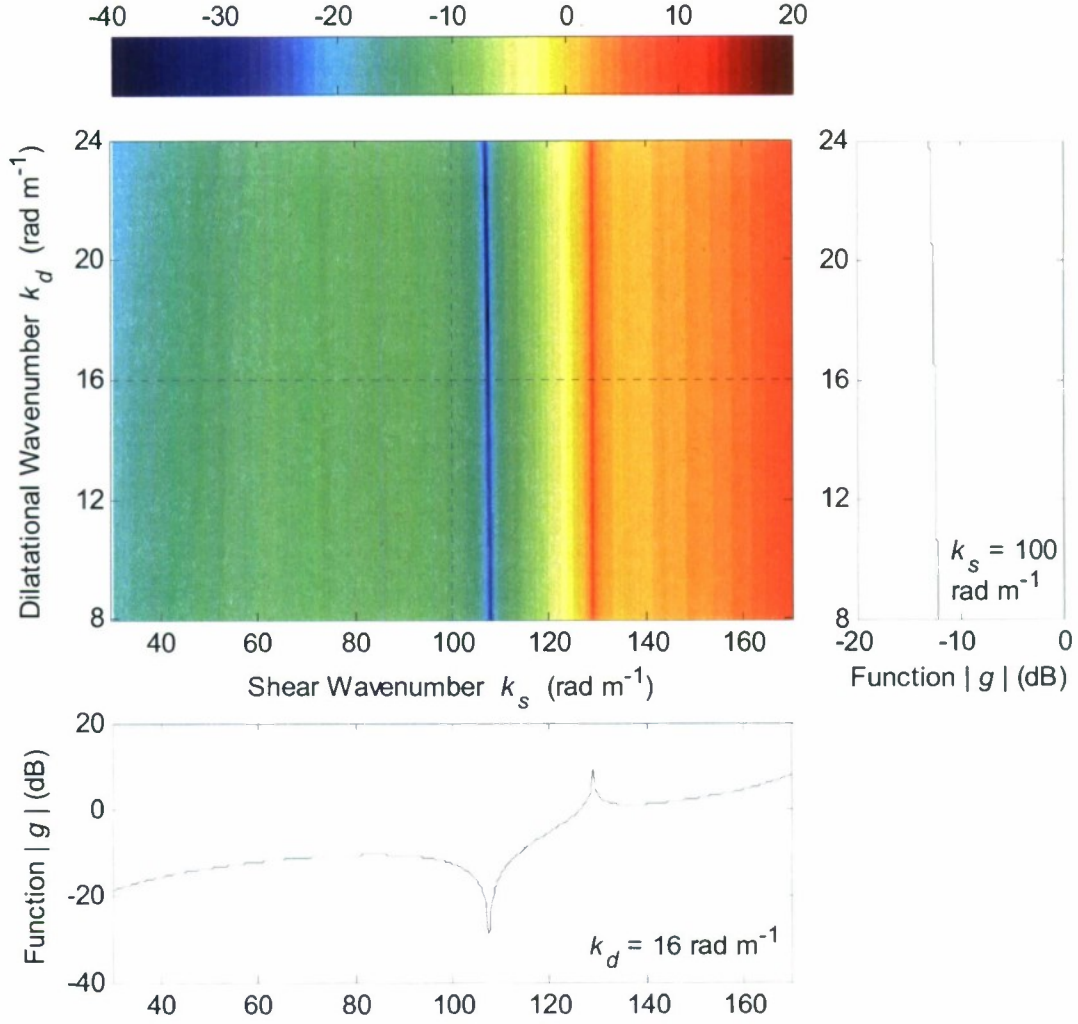 -40 -30 -20 -10 0 10 20
Dilatational Wavenumber k_d (rad m^-1)
24
20
16
12
8
40 60 80 100 120 140 160
Shear Wavenumber k_s (rad m^-1)
24
20
16
12
8
k_s = 100
rad m^-1
-20 -10 0
Function | g | (dB)
Function | g | (dB)
20
0
-20
-40
k_d = 16 rad m^-1
40 60 80 100 120 140 160